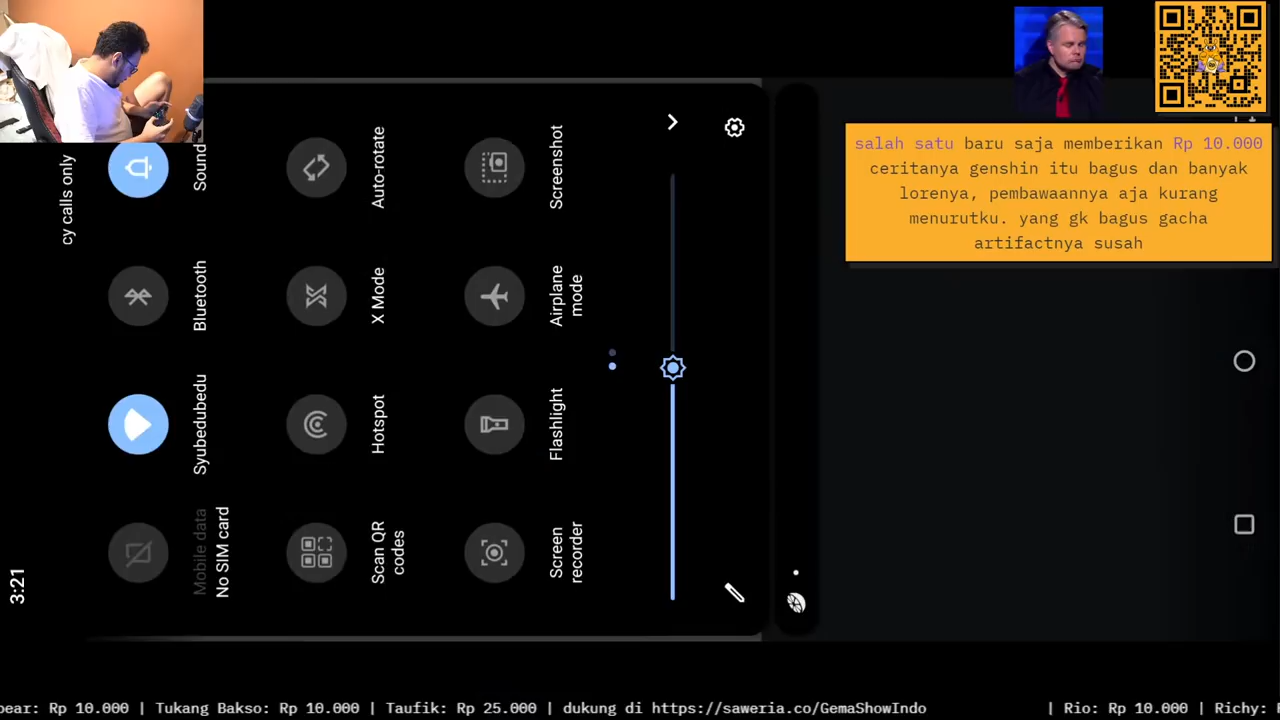 salah satu baru saja memberikan Rp 10.000
ceritanya genshin itu bagus dan banyak
lorenya, pembawaannya aja kurang
menurutku. yang gk bagus gacha
artifactnya susah
3:21
cy calls only
Mobile data
No SIM card
Syubedubedu
Bluetooth
Sound
Scan QR
codes
Hotspot
X Mode
Auto-rotate
Screen
recorder
Flashlight
Airplane
mode
Screenshot
pear: Rp 10.000 | Tukang Bakso: Rp 10.000 | Taufik: Rp 25.000 | dukung di https://saweria.co/GemaShowIndo | Rio: Rp 10.000 | Richy: